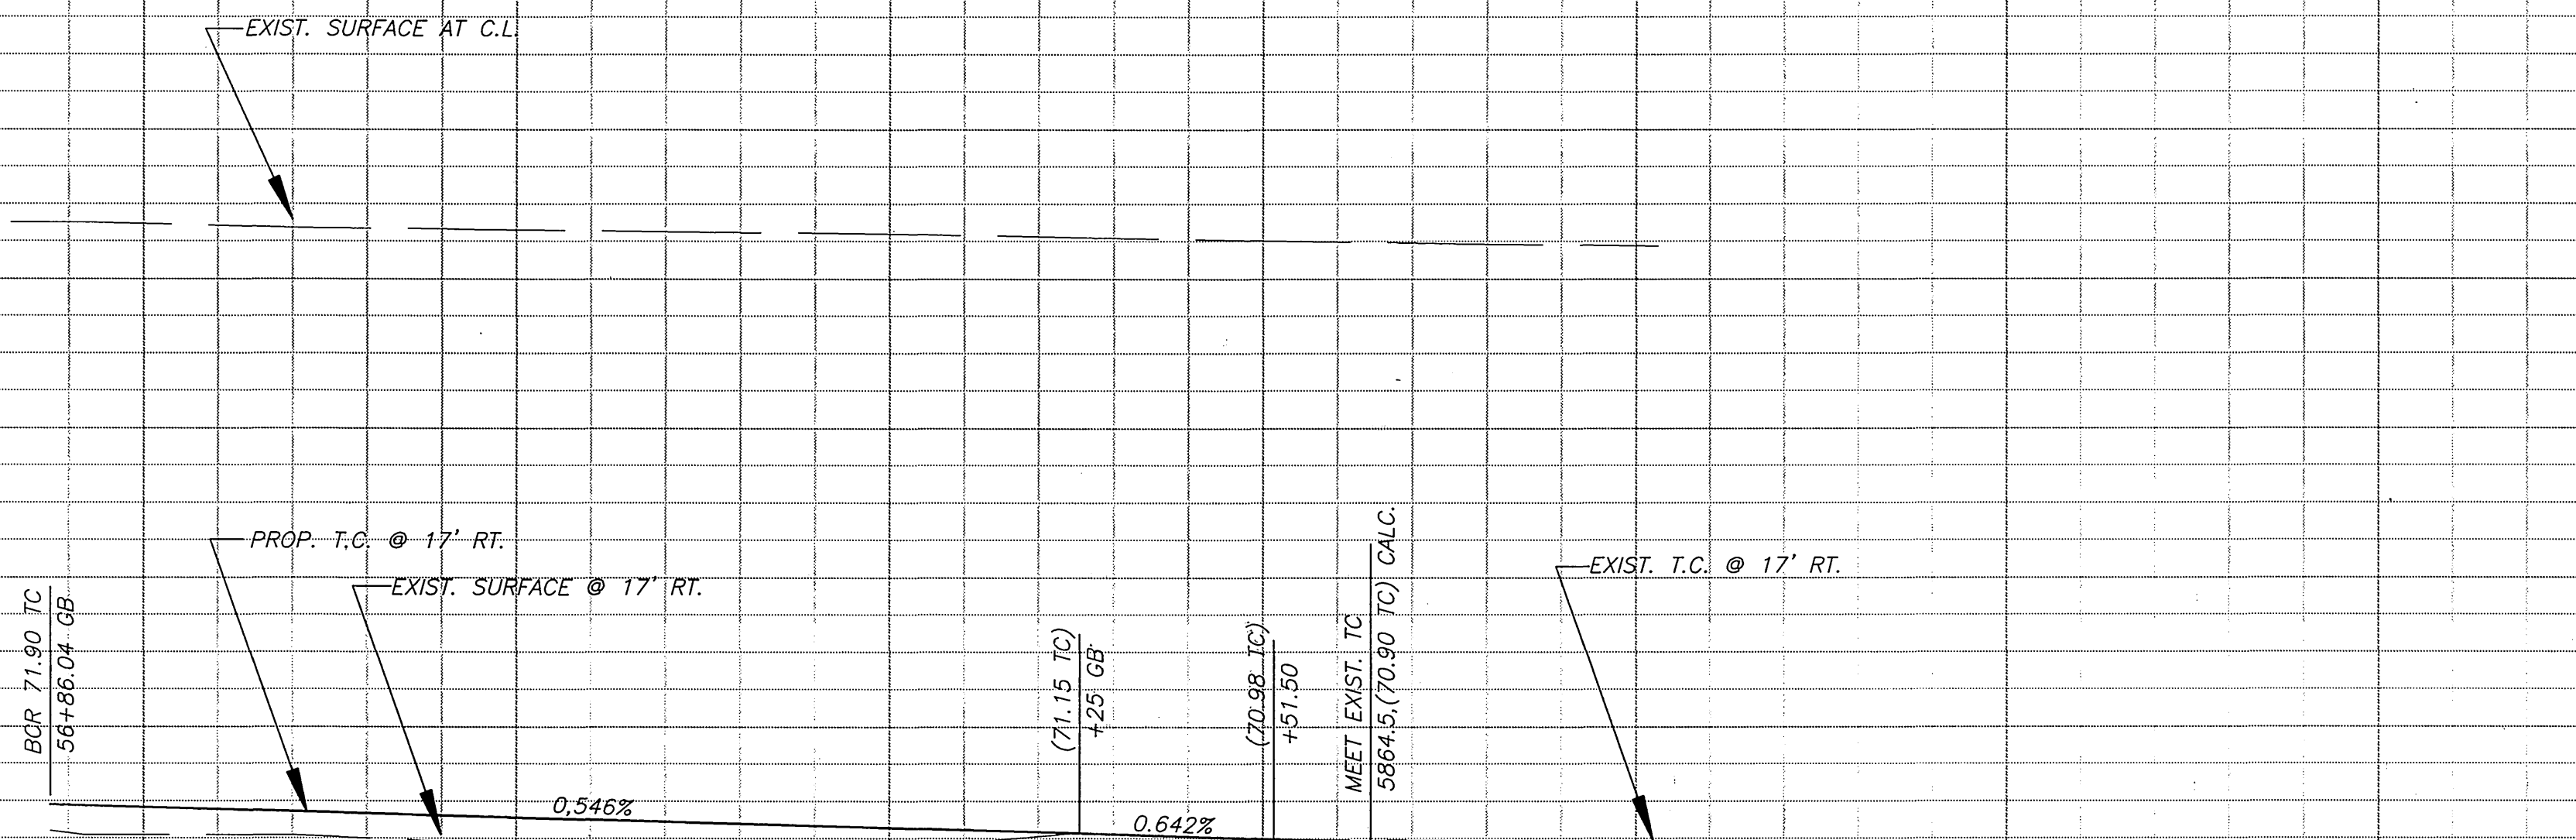 EXIST. SURFACE AT C.L.
PROP. T.C. @ 17' RT.
EXIST. SURFACE @ 17' RT.
EXIST. T.C. @ 17' RT.
BCR 71.90 TC
56+86.04 GB
(71.15 TC)
+25 GB
(70.98 TC)
+51.50
MEET EXIST. TC
5864.5,(70.90 TC) CALC.
0.546%
0.642%